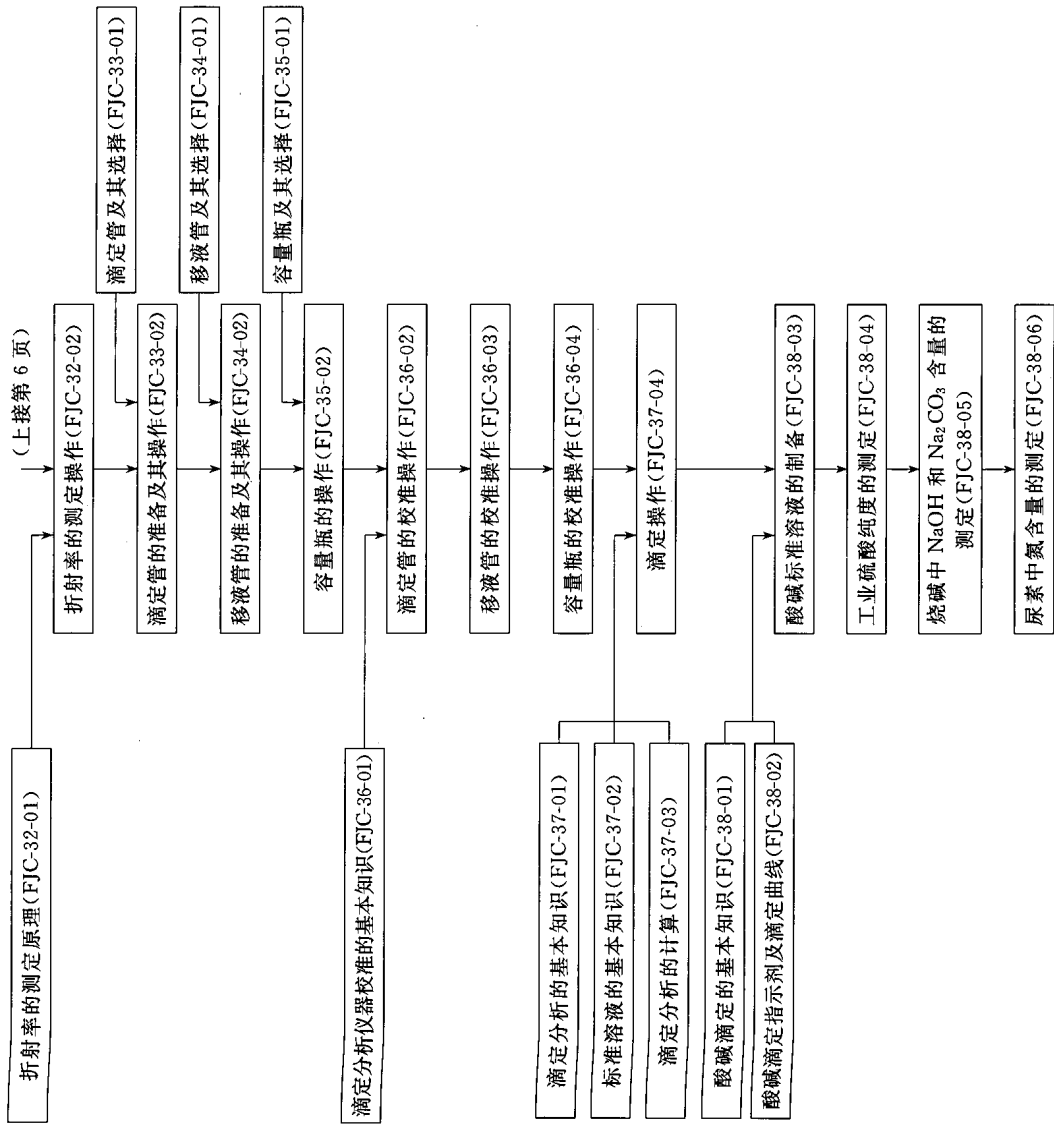 (上接第 6 页)
折射率的测定原理(FJC-32-01)
折射率的测定操作(FJC-32-02)
滴定管及其选择(FJC-33-01)
滴定管的准备及其操作(FJC-33-02)
移液管及其选择(FJC-34-01)
移液管的准备及其操作(FJC-34-02)
容量瓶及其选择(FJC-35-01)
容量瓶的操作(FJC-35-02)
滴定分析仪器校准的基本知识(FJC-36-01)
滴定管的校准操作(FJC-36-02)
移液管的校准操作(FJC-36-03)
容量瓶的校准操作(FJC-36-04)
滴定分析的基本知识(FJC-37-01)
标准溶液的基本知识(FJC-37-02)
滴定分析的计算(FJC-37-03)
滴定操作(FJC-37-04)
酸碱滴定的基本知识(FJC-38-01)
酸碱滴定指示剂及滴定曲线(FJC-38-02)
酸碱标准溶液的制备(FJC-38-03)
工业硫酸纯度的测定(FJC-38-04)
烧碱中 NaOH 和 Na₂CO₃ 含量的
测定(FJC-38-05)
尿素中氮含量的测定(FJC-38-06)